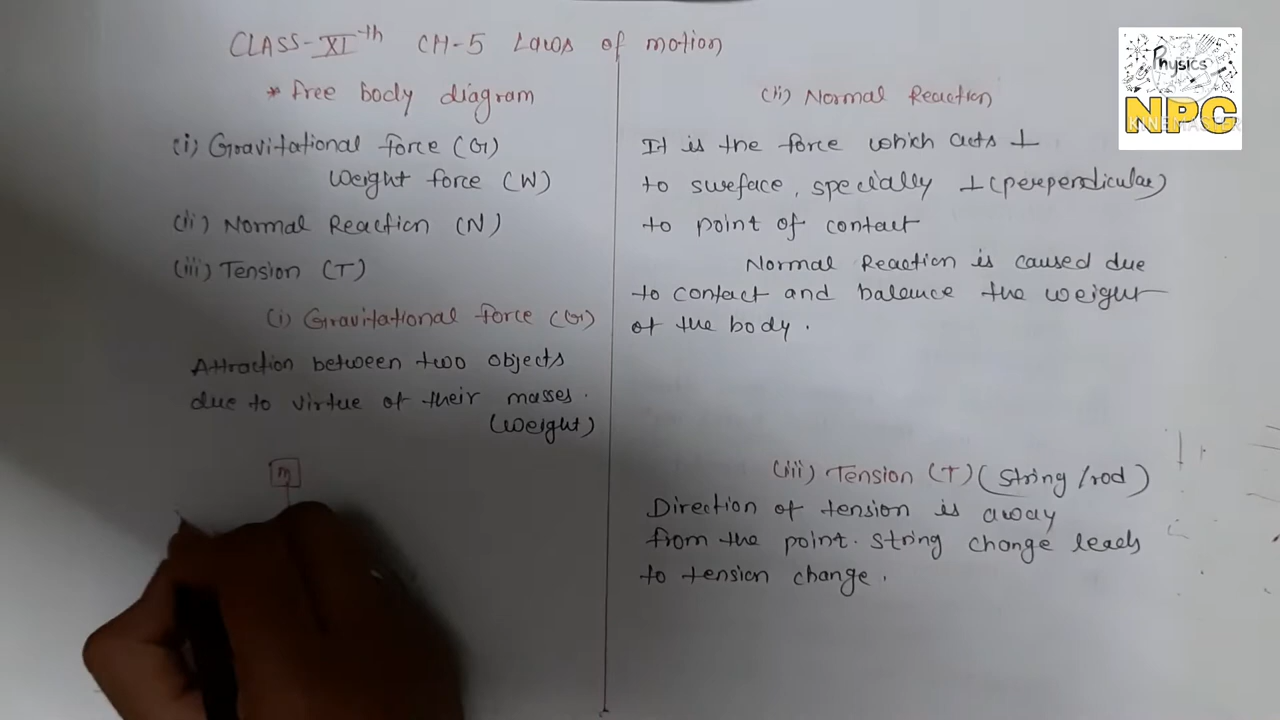 CLASS-XIth CH-5 Laws of motion
* free body diagram
(i) Gravitational force (G)
Weight force (W)
(ii) Normal Reaction (N)
(iii) Tension (T)
(i) Gravitational force (G)
Attraction between two objects
due to virtue of their masses.
(Weight)
m
(ii) Normal Reaction
It is the force which acts ⊥
to sureface, specially ⊥ (perependicular)
to point of contact
Normal Reaction is caused due
to contact and balance the weight
of the body.
(iii) Tension (T) (string/rod)
Direction of tension is away
from the point. string change leads
to tension change.
Physics
NPC